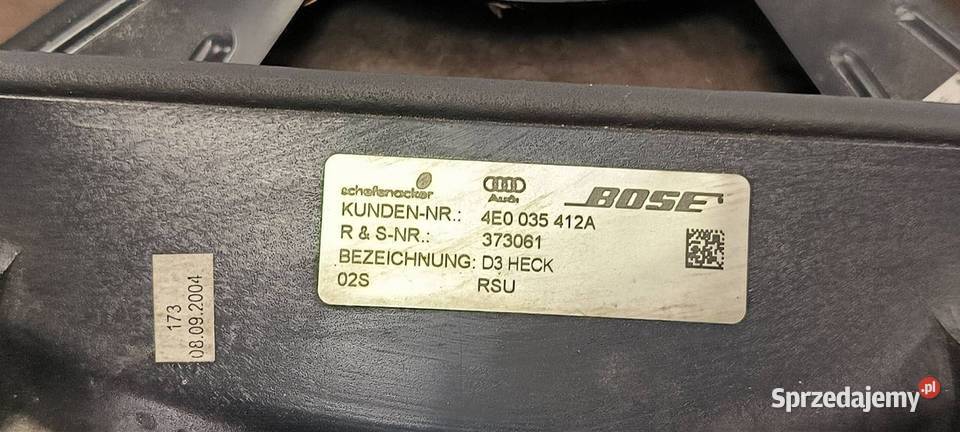 schefenacker
Audi
BOSE
KUNDEN-NR.: 4E0 035 412A
R & S-NR.: 373061
BEZEICHNUNG: D3 HECK
02S RSU
173
08.09.2004
Sprzedajemy.pl